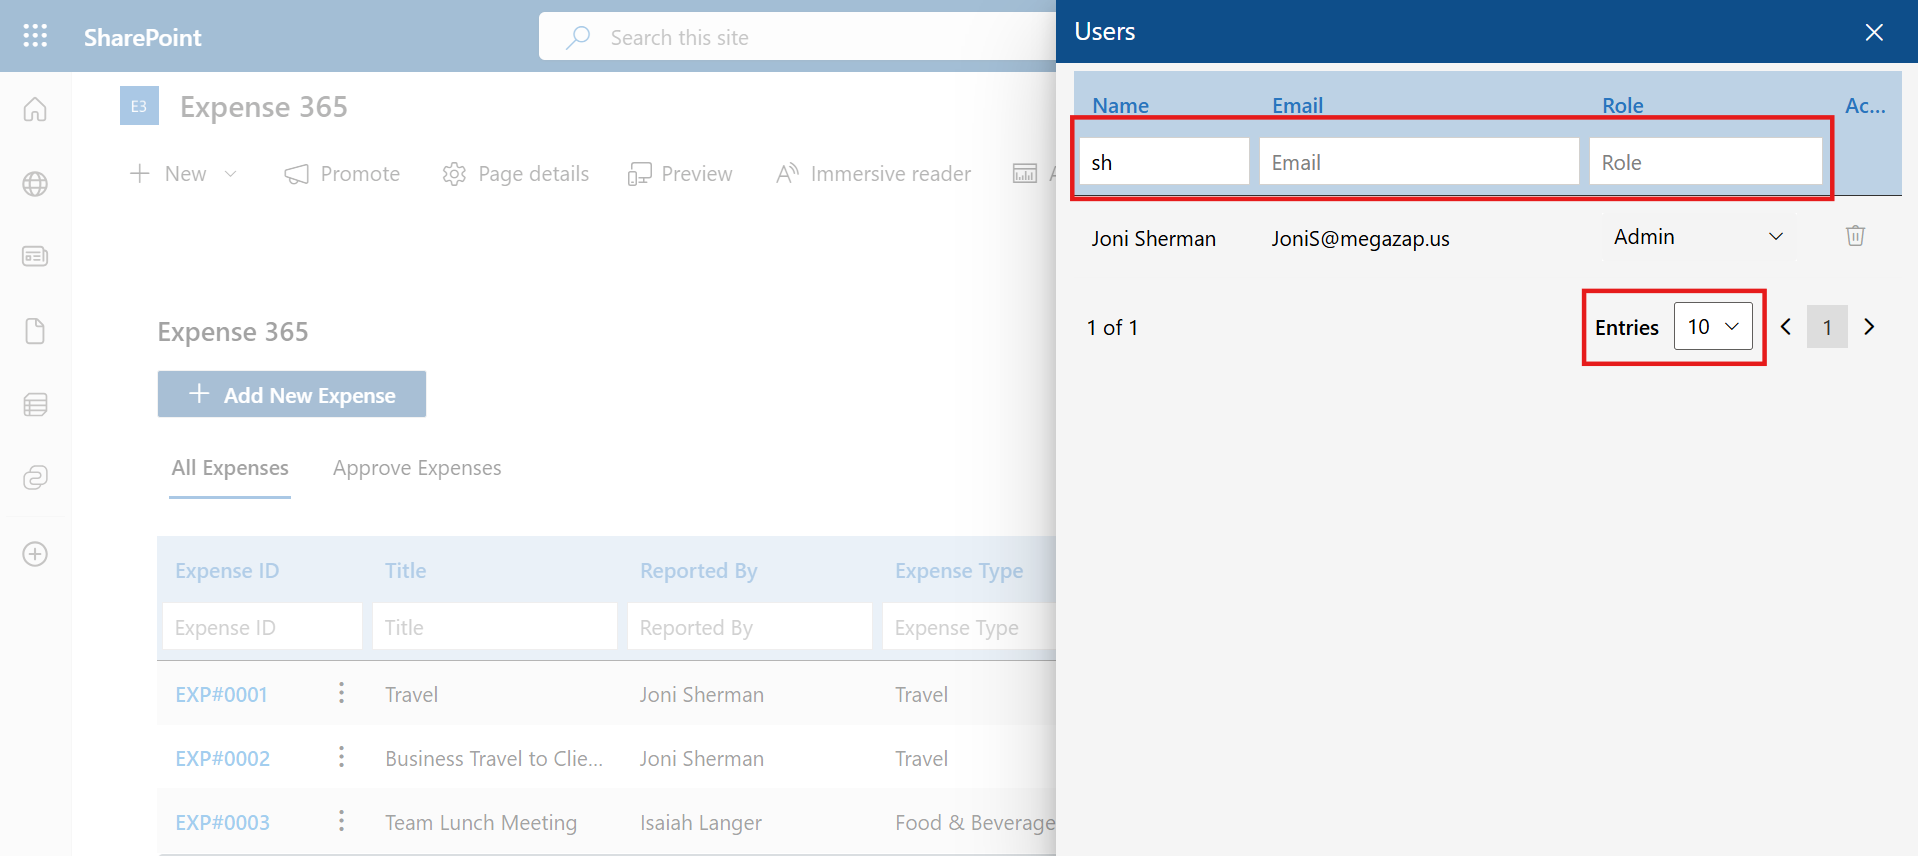 SharePoint
Search this site
E3
Expense 365
New
Promote
Page details
Preview
Immersive reader
A
Expense 365
Add New Expense
All Expenses
Approve Expenses
Expense ID
Title
Reported By
Expense Type
Expense ID
Title
Reported By
Expense Type
EXP#0001
Travel
Joni Sherman
Travel
EXP#0002
Business Travel to Clie...
Joni Sherman
Travel
EXP#0003
Team Lunch Meeting
Isaiah Langer
Food & Beverage
Users
Name
Email
Role
Ac...
sh
Email
Role
Joni Sherman
JoniS@megazap.us
Admin
1 of 1
Entries
10
1